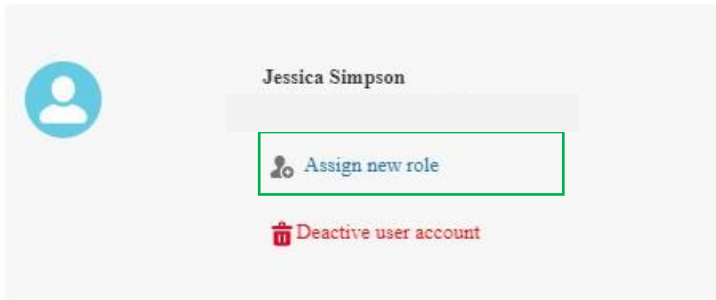 Jessica Simpson
Assign new role
Deactive user account